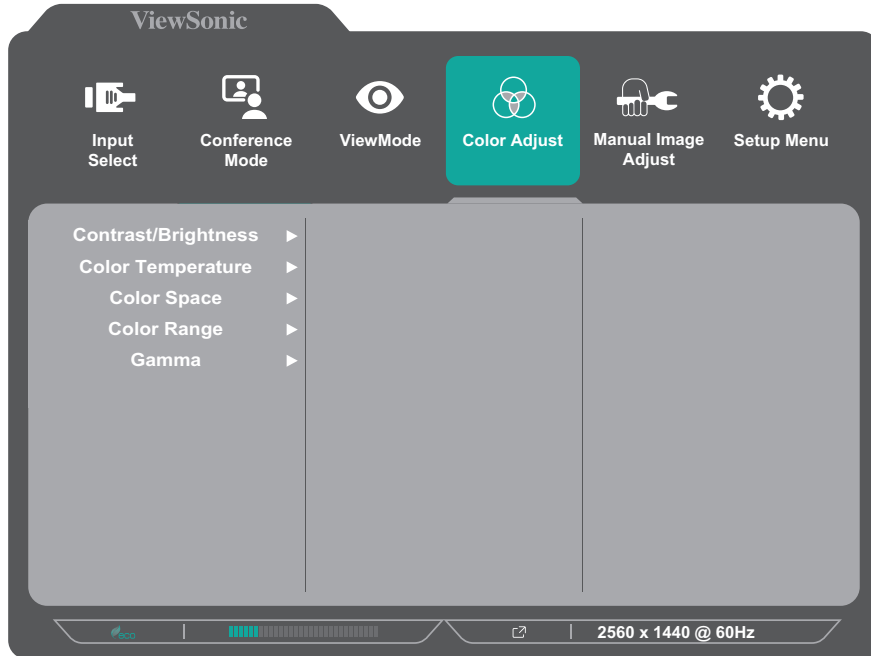 ViewSonic
Input Select
Conference Mode
ViewMode
Color Adjust
Manual Image Adjust
Setup Menu
Contrast/Brightness
Color Temperature
Color Space
Color Range
Gamma
eco
2560 x 1440 @ 60Hz